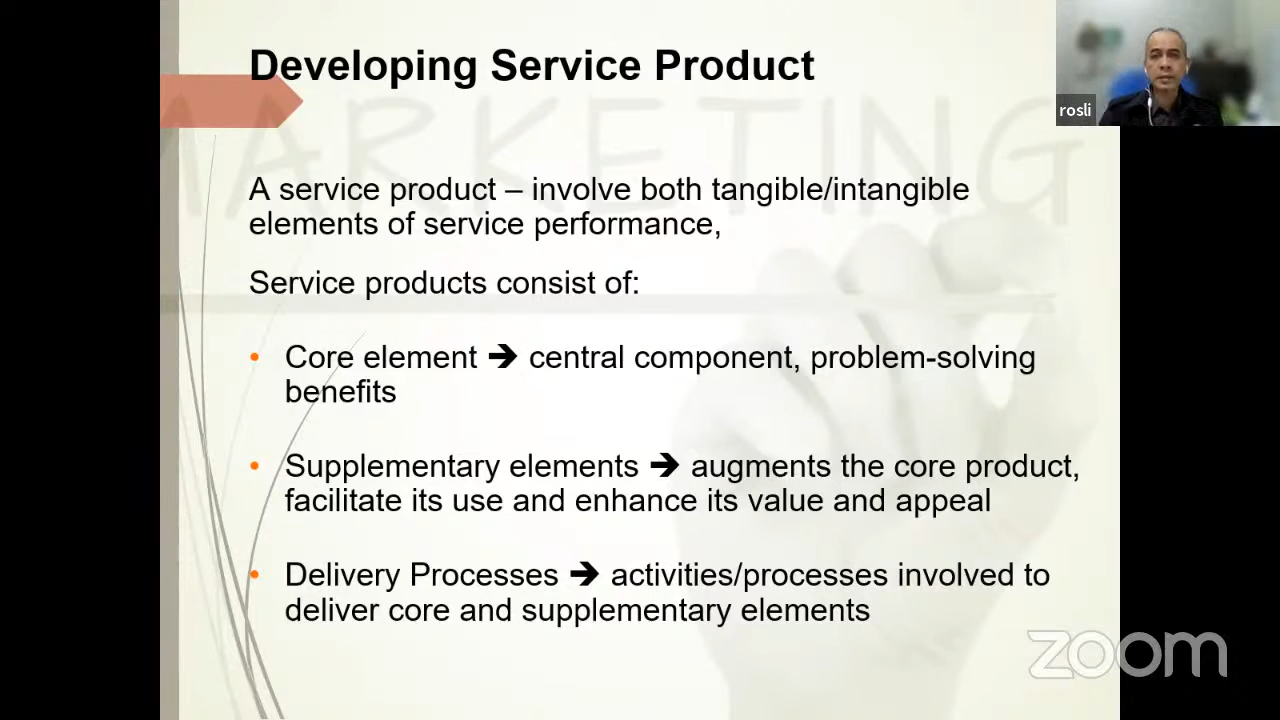 Developing Service Product
rosli
MARKETING
A service product – involve both tangible/intangible
elements of service performance,
Service products consist of:
• Core element ➔ central component, problem-solving
benefits
• Supplementary elements ➔ augments the core product,
facilitate its use and enhance its value and appeal
• Delivery Processes ➔ activities/processes involved to
deliver core and supplementary elements
zoom